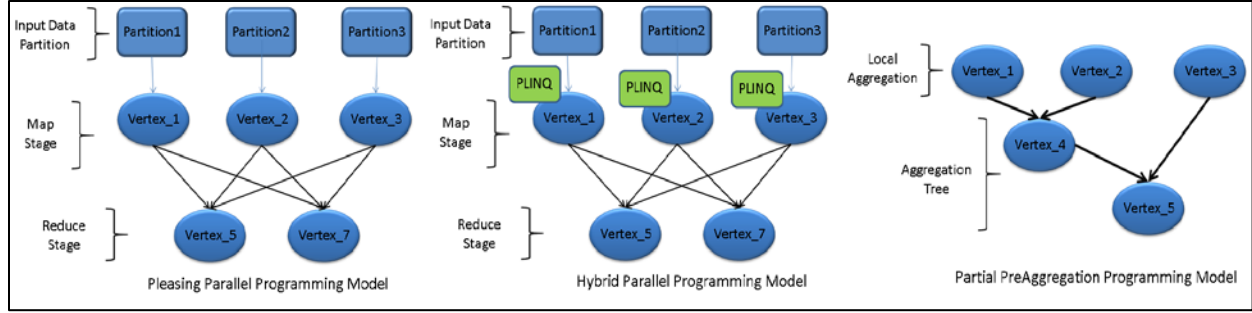 Input Data
Partition
Partition1
Partition2
Partition3
Map
Stage
Vertex_1
Vertex_2
Vertex_3
Reduce
Stage
Vertex_5
Vertex_7
Pleasing Parallel Programming Model
Input Data
Partition
Partition1
Partition2
Partition3
PLINQ
PLINQ
PLINQ
Map
Stage
Vertex_1
Vertex_2
Vertex_3
Reduce
Stage
Vertex_5
Vertex_7
Hybrid Parallel Programming Model
Local
Aggregation
Vertex_1
Vertex_2
Vertex_3
Vertex_4
Aggregation
Tree
Vertex_5
Partial PreAggregation Programming Model